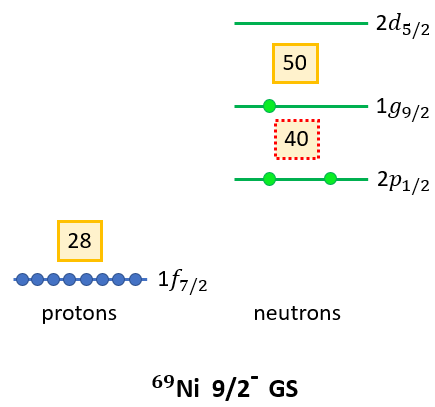 2d₅/₂
50
1g₉/₂
40
2p₁/₂
28
1f₇/₂
protons neutrons
⁶⁹Ni 9/2⁻ GS